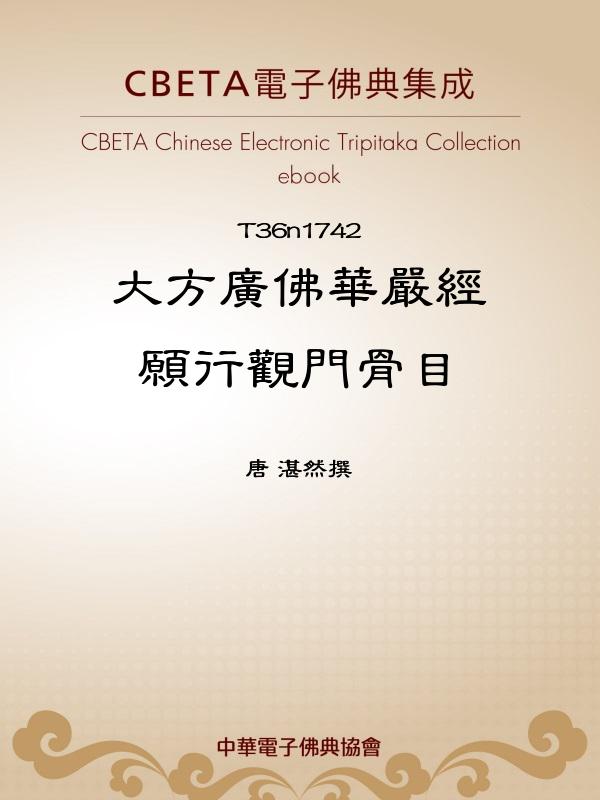 CBETA電子佛典集成
CBETA Chinese Electronic Tripitaka Collection
ebook
T36n1742
大方廣佛華嚴經
願行觀門骨目
唐 湛然撰
中華電子佛典協會